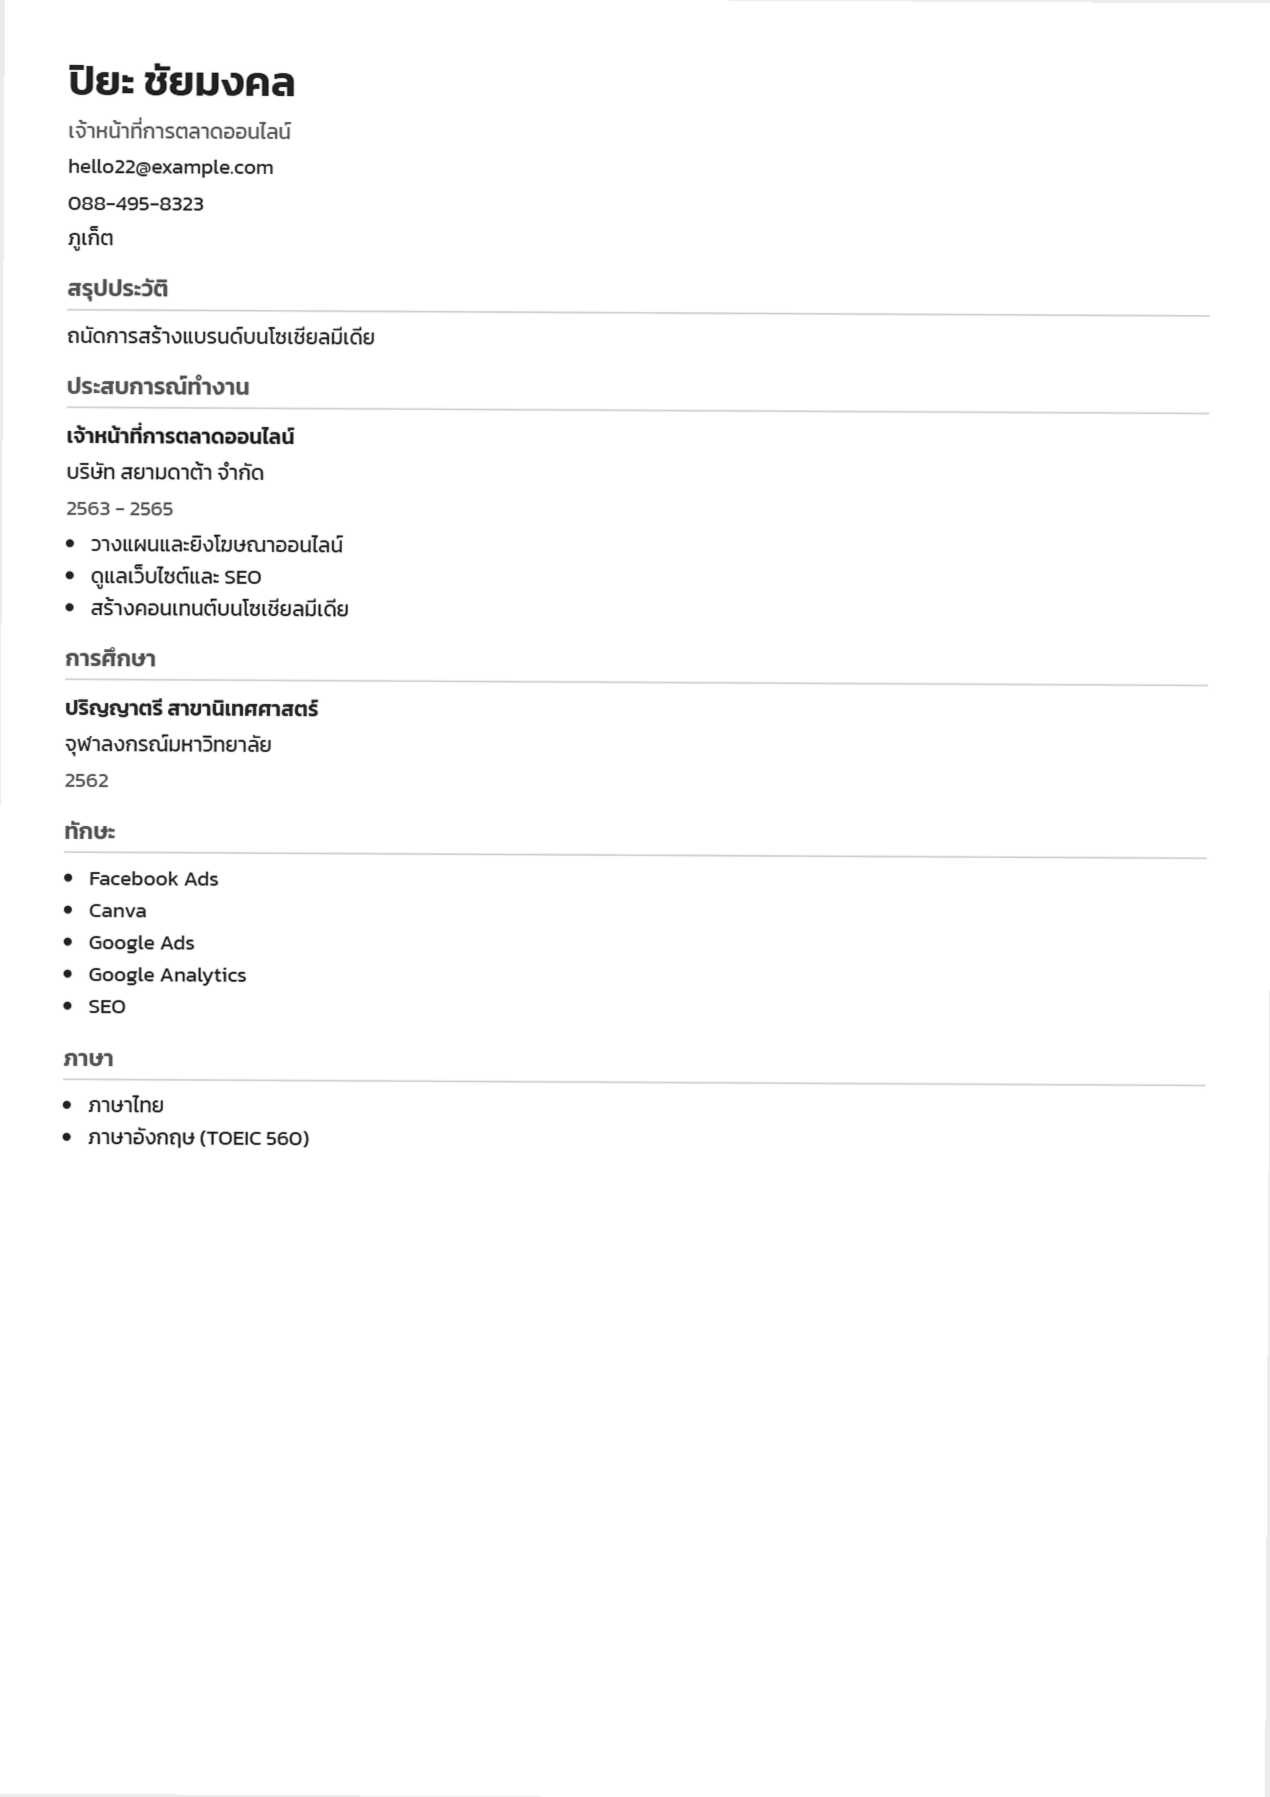 ปิยะ ชัยมงคล
เจ้าหน้าที่การตลาดออนไลน์
hello22@example.com
088-495-8323
ภูเก็ต
สรุปประวัติ
ถนัดการสร้างแบรนด์บนโซเชียลมีเดีย
ประสบการณ์ทำงาน
เจ้าหน้าที่การตลาดออนไลน์
บริษัท สยามดาต้า จำกัด
2563 – 2565
• วางแผนและยิงโฆษณาออนไลน์
• ดูแลเว็บไซต์และ SEO
• สร้างคอนเทนต์บนโซเชียลมีเดีย
การศึกษา
ปริญญาตรี สาขานิเทศศาสตร์
จุฬาลงกรณ์มหาวิทยาลัย
2562
ทักษะ
• Facebook Ads
• Canva
• Google Ads
• Google Analytics
• SEO
ภาษา
• ภาษาไทย
• ภาษาอังกฤษ (TOEIC 560)